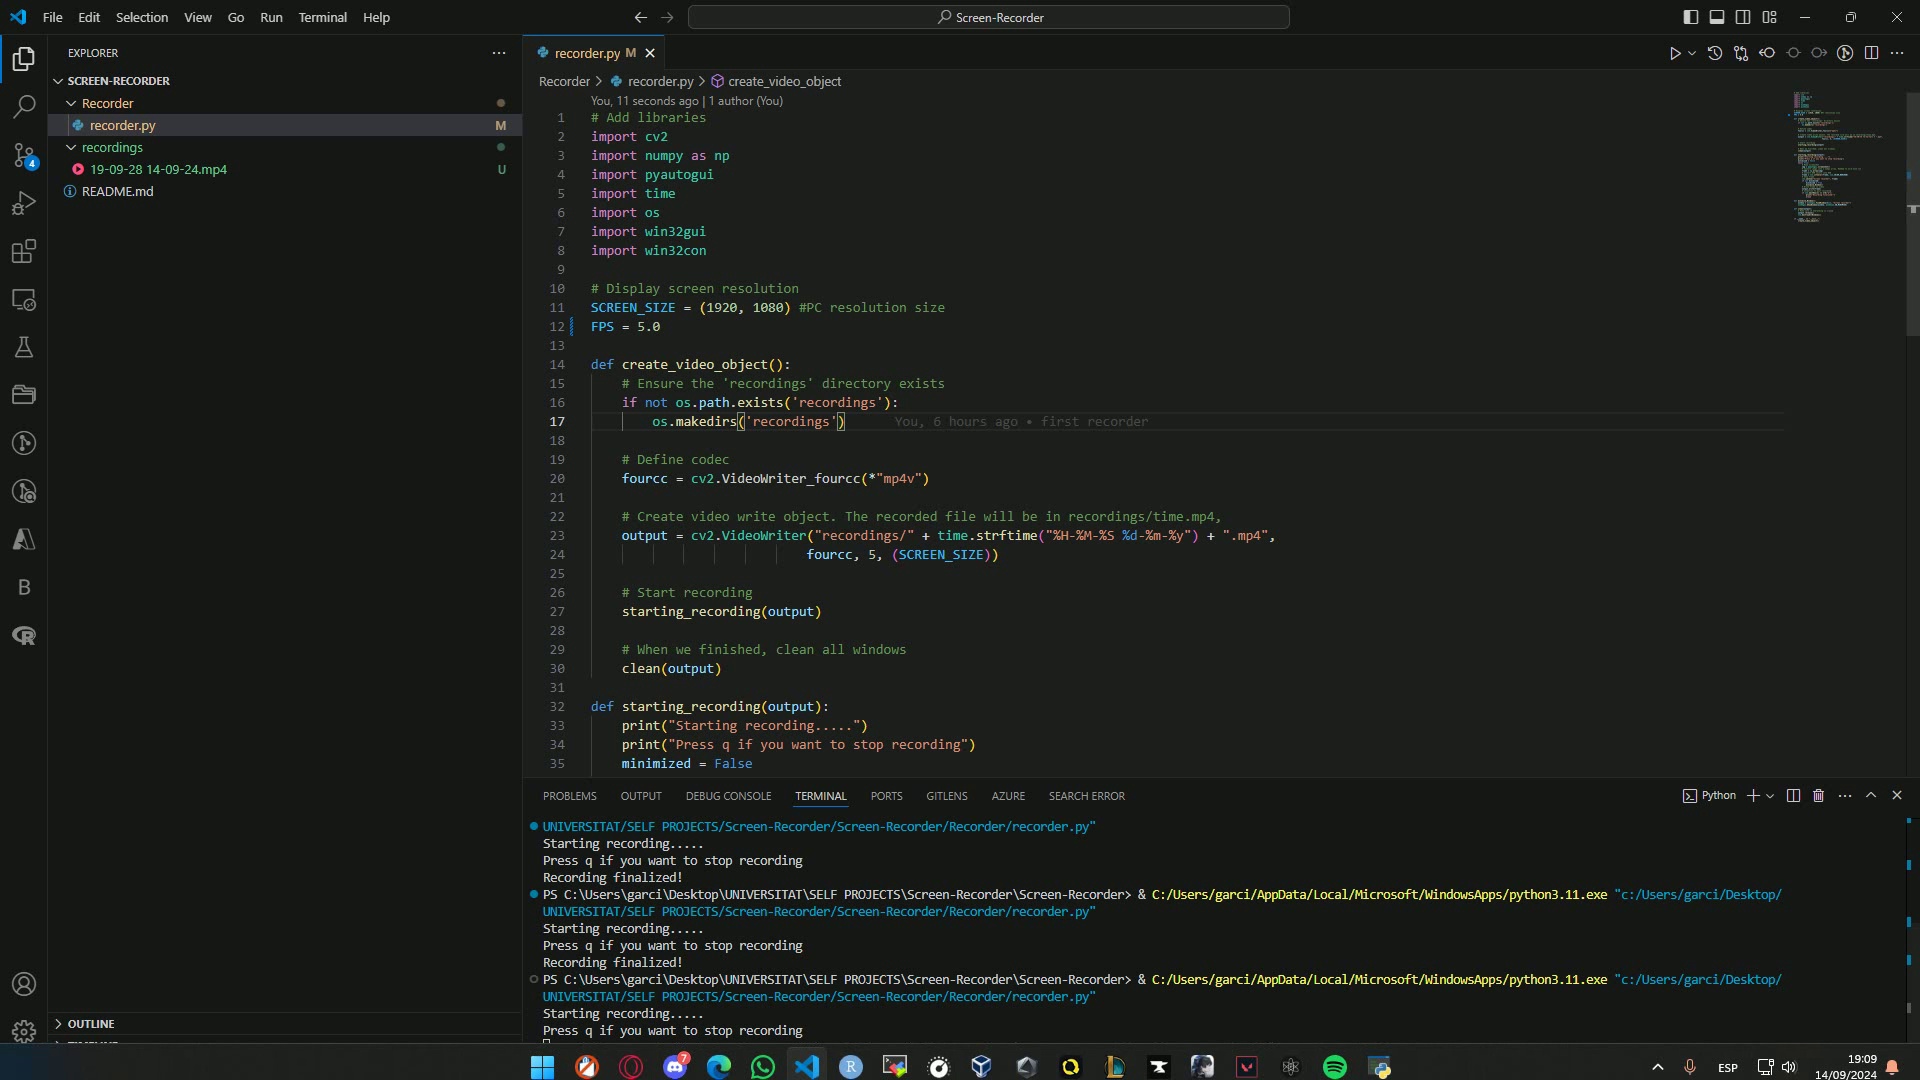 File Edit Selection View Go Run Terminal Help
Screen-Recorder
EXPLORER
SCREEN-RECORDER
Recorder
recorder.py M
recordings
19-09-28 14-09-24.mp4 U
README.md
OUTLINE
4
B
recorder.py M
Recorder > recorder.py > create_video_object
You, 11 seconds ago | 1 author (You)
1 # Add libraries
2 import cv2
3 import numpy as np
4 import pyautogui
5 import time
6 import os
7 import win32gui
8 import win32con
9
10 # Display screen resolution
11 SCREEN_SIZE = (1920, 1080) #PC resolution size
12 FPS = 5.0
13
14 def create_video_object():
15 # Ensure the 'recordings' directory exists
16 if not os.path.exists('recordings'):
17 os.makedirs('recordings') You, 6 hours ago • first recorder
18
19 # Define codec
20 fourcc = cv2.VideoWriter_fourcc(*"mp4v")
21
22 # Create video write object. The recorded file will be in recordings/time.mp4,
23 output = cv2.VideoWriter("recordings/" + time.strftime("%H-%M-%S %d-%m-%y") + ".mp4",
24 fourcc, 5, (SCREEN_SIZE))
25
26 # Start recording
27 starting_recording(output)
28
29 # When we finished, clean all windows
30 clean(output)
31
32 def starting_recording(output):
33 print("Starting recording.....")
34 print("Press q if you want to stop recording")
35 minimized = False
PROBLEMS OUTPUT DEBUG CONSOLE TERMINAL PORTS GITLENS AZURE SEARCH ERROR
Python
UNIVERSITAT/SELF PROJECTS/Screen-Recorder/Screen-Recorder/Recorder/recorder.py"
Starting recording.....
Press q if you want to stop recording
Recording finalized!
PS C:\Users\garci\Desktop\UNIVERSITAT\SELF PROJECTS\Screen-Recorder\Screen-Recorder> & C:/Users/garci/AppData/Local/Microsoft/WindowsApps/python3.11.exe "c:/Users/garci/Desktop/
UNIVERSITAT/SELF PROJECTS/Screen-Recorder/Screen-Recorder/Recorder/recorder.py"
Starting recording.....
Press q if you want to stop recording
Recording finalized!
PS C:\Users\garci\Desktop\UNIVERSITAT\SELF PROJECTS\Screen-Recorder\Screen-Recorder> & C:/Users/garci/AppData/Local/Microsoft/WindowsApps/python3.11.exe "c:/Users/garci/Desktop/
UNIVERSITAT/SELF PROJECTS/Screen-Recorder/Screen-Recorder/Recorder/recorder.py"
Starting recording.....
Press q if you want to stop recording
7
R
ESP
19:09
14/09/2024